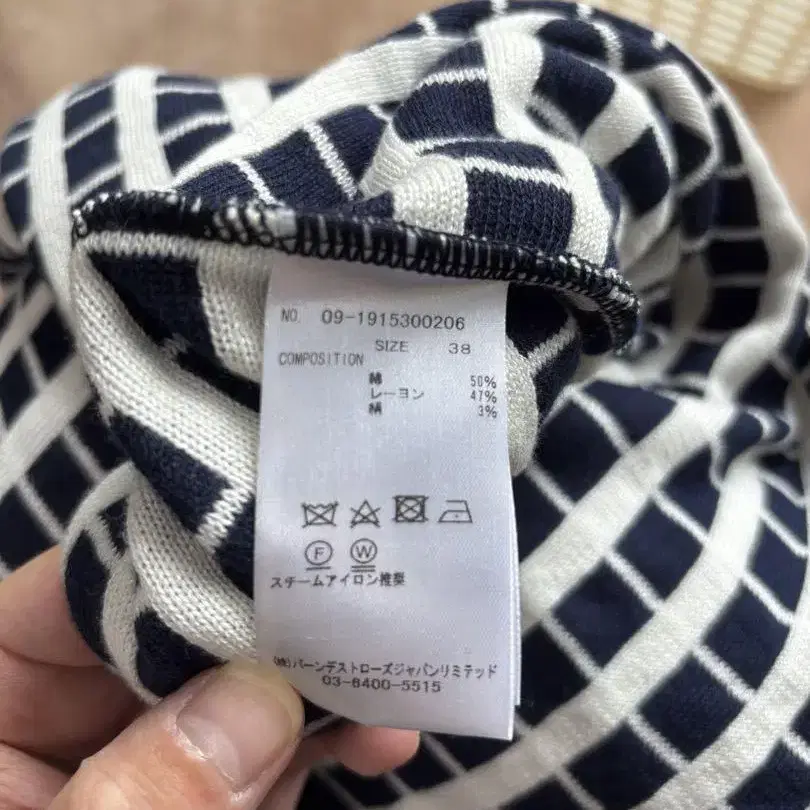 NO. 09-1915300206
SIZE 38
COMPOSITION
綿 50%
レーヨン 47%
絹 3%
F W
スチームアイロン推奨
(株)バーンデストローズジャパンリミテッド
03-6400-5515